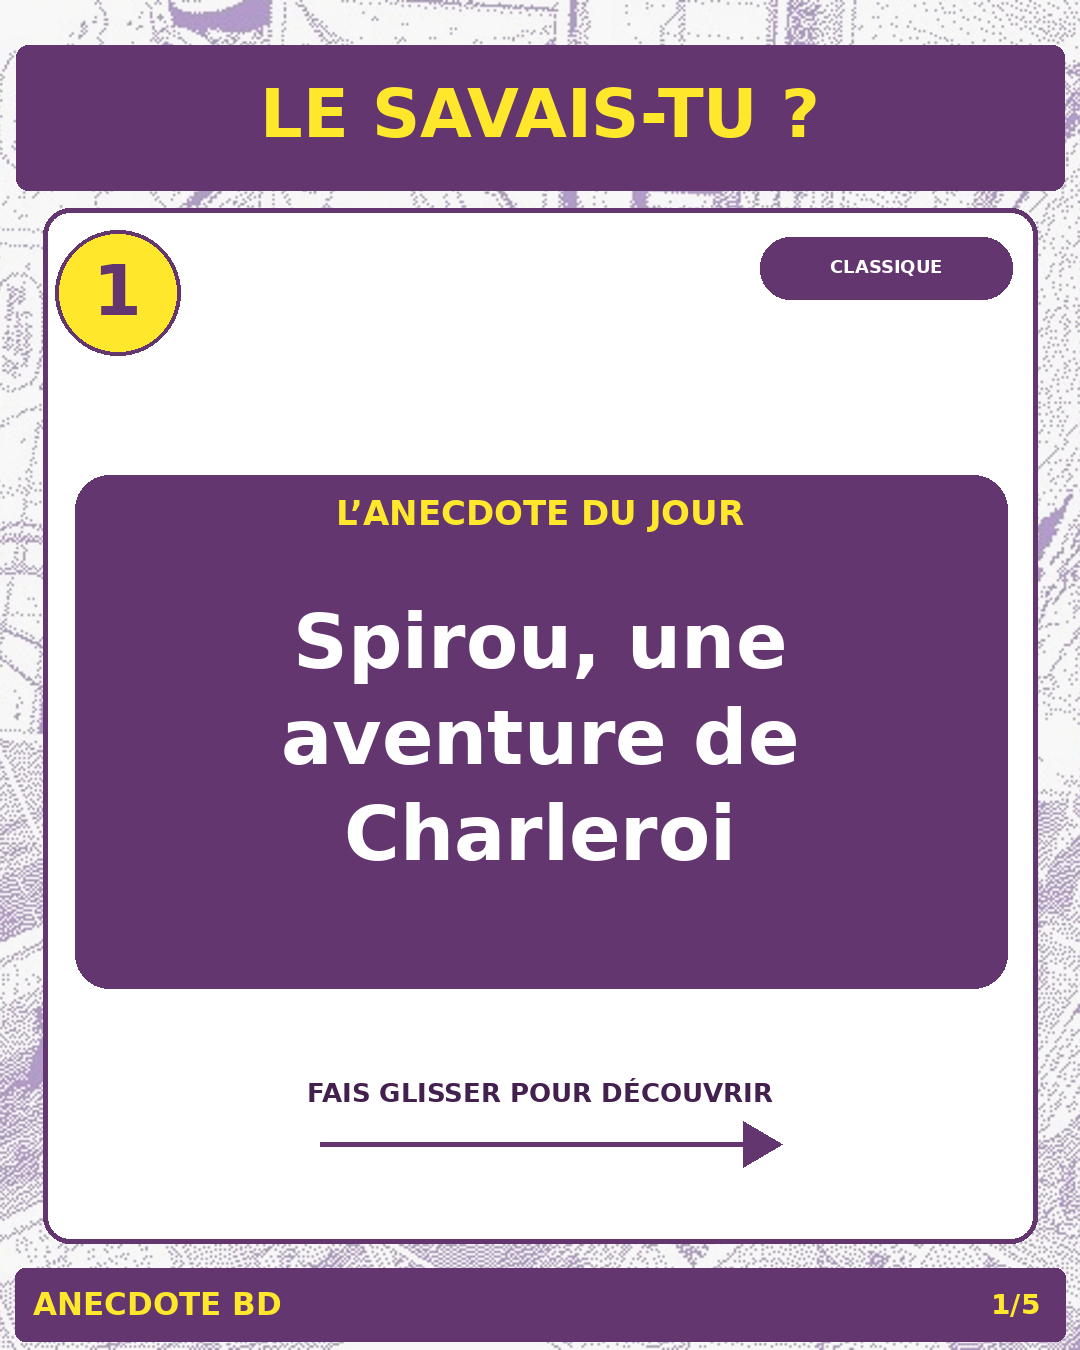 LE SAVAIS-TU ?
1
CLASSIQUE
L’ANECDOTE DU JOUR
Spirou, une
aventure de
Charleroi
FAIS GLISSER POUR DÉCOUVRIR
ANECDOTE BD
1/5